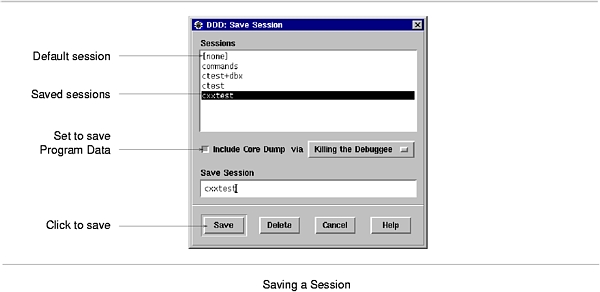 DDD: Save Session
Sessions
Default session
[none]
commands
ctest+dbx
Saved sessions
ctest
cxxtest
Set to save
Program Data
Include Core Dump via Killing the Debuggee
Save Session
cxxtest
Click to save
Save Delete Cancel Help
Saving a Session